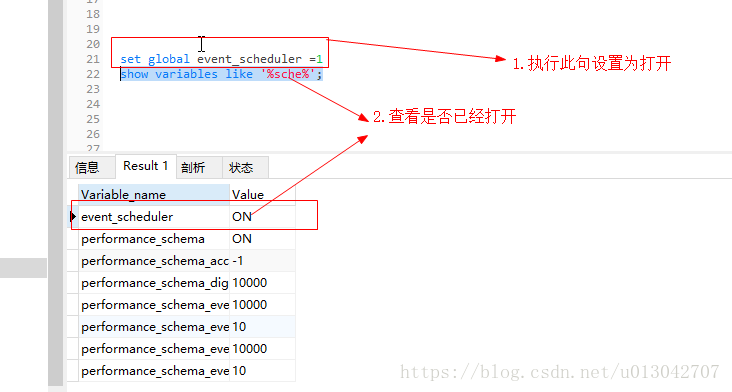 17
18
19
20
21 set global event_scheduler =1
22 show variables like '%sche%';
23
24
25
26
27
1.执行此句设置为打开
2.查看是否已经打开
信息 Result 1 剖析 状态
Variable_name Value
event_scheduler ON
performance_schema ON
performance_schema_acc -1
performance_schema_dig 10000
performance_schema_eve 10000
performance_schema_eve 10
performance_schema_eve 10000
performance_schema_eve 10
https://blog.csdn.net/u013042707